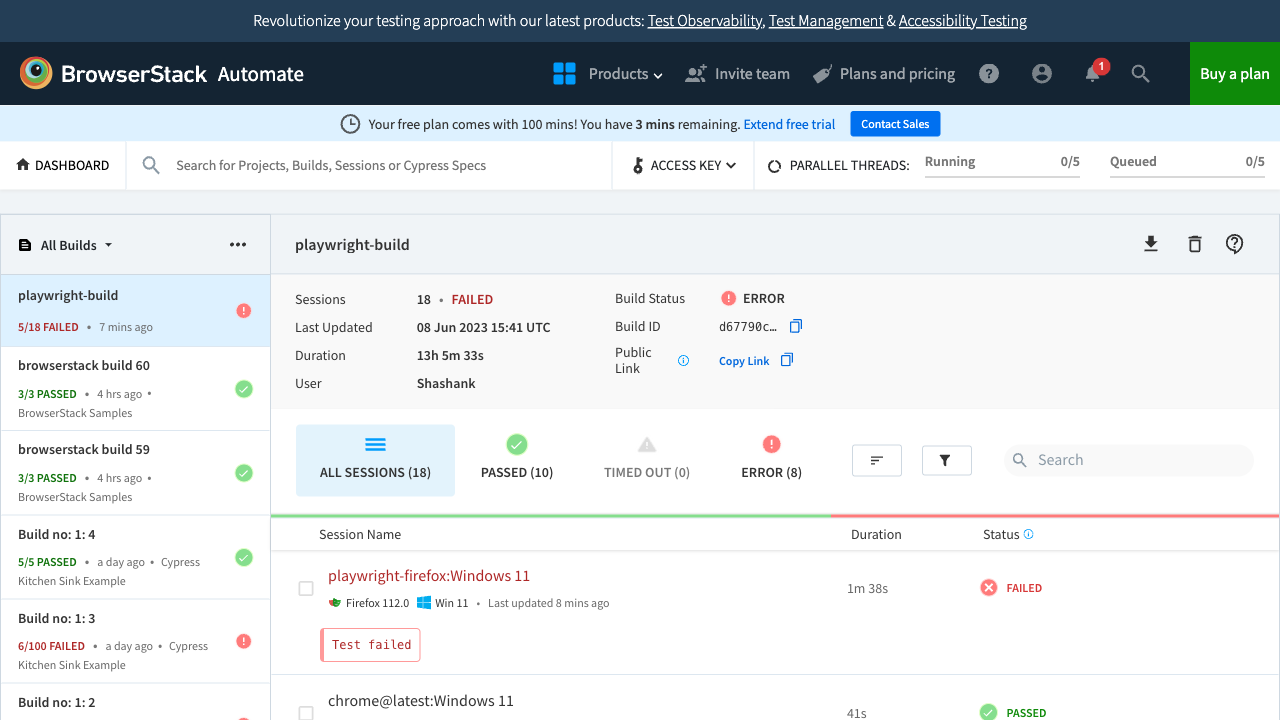 Revolutionize your testing approach with our latest products: Test Observability, Test Management & Accessibility Testing
BrowserStack Automate
Products
Invite team
Plans and pricing
?
1
Buy a plan
Your free plan comes with 100 mins! You have 3 mins remaining. Extend free trial
Contact Sales
DASHBOARD
Search for Projects, Builds, Sessions or Cypress Specs
ACCESS KEY
PARALLEL THREADS:
Running 0/5
Queued 0/5
All Builds
playwright-build
5/18 FAILED • 7 mins ago
browserstack build 60
3/3 PASSED • 4 hrs ago •
BrowserStack Samples
browserstack build 59
3/3 PASSED • 4 hrs ago •
BrowserStack Samples
Build no: 1: 4
5/5 PASSED • a day ago • Cypress
Kitchen Sink Example
Build no: 1: 3
6/100 FAILED • a day ago • Cypress
Kitchen Sink Example
Build no: 1: 2
playwright-build
Sessions 18 • FAILED
Last Updated 08 Jun 2023 15:41 UTC
Duration 13h 5m 33s
User Shashank
Build Status ERROR
Build ID d67790c…
Public
Link
Copy Link
ALL SESSIONS (18)
PASSED (10)
TIMED OUT (0)
ERROR (8)
Search
Session Name Duration Status
playwright-firefox:Windows 11
Firefox 112.0 Win 11 • Last updated 8 mins ago
1m 38s
FAILED
Test failed
chrome@latest:Windows 11
41s
PASSED